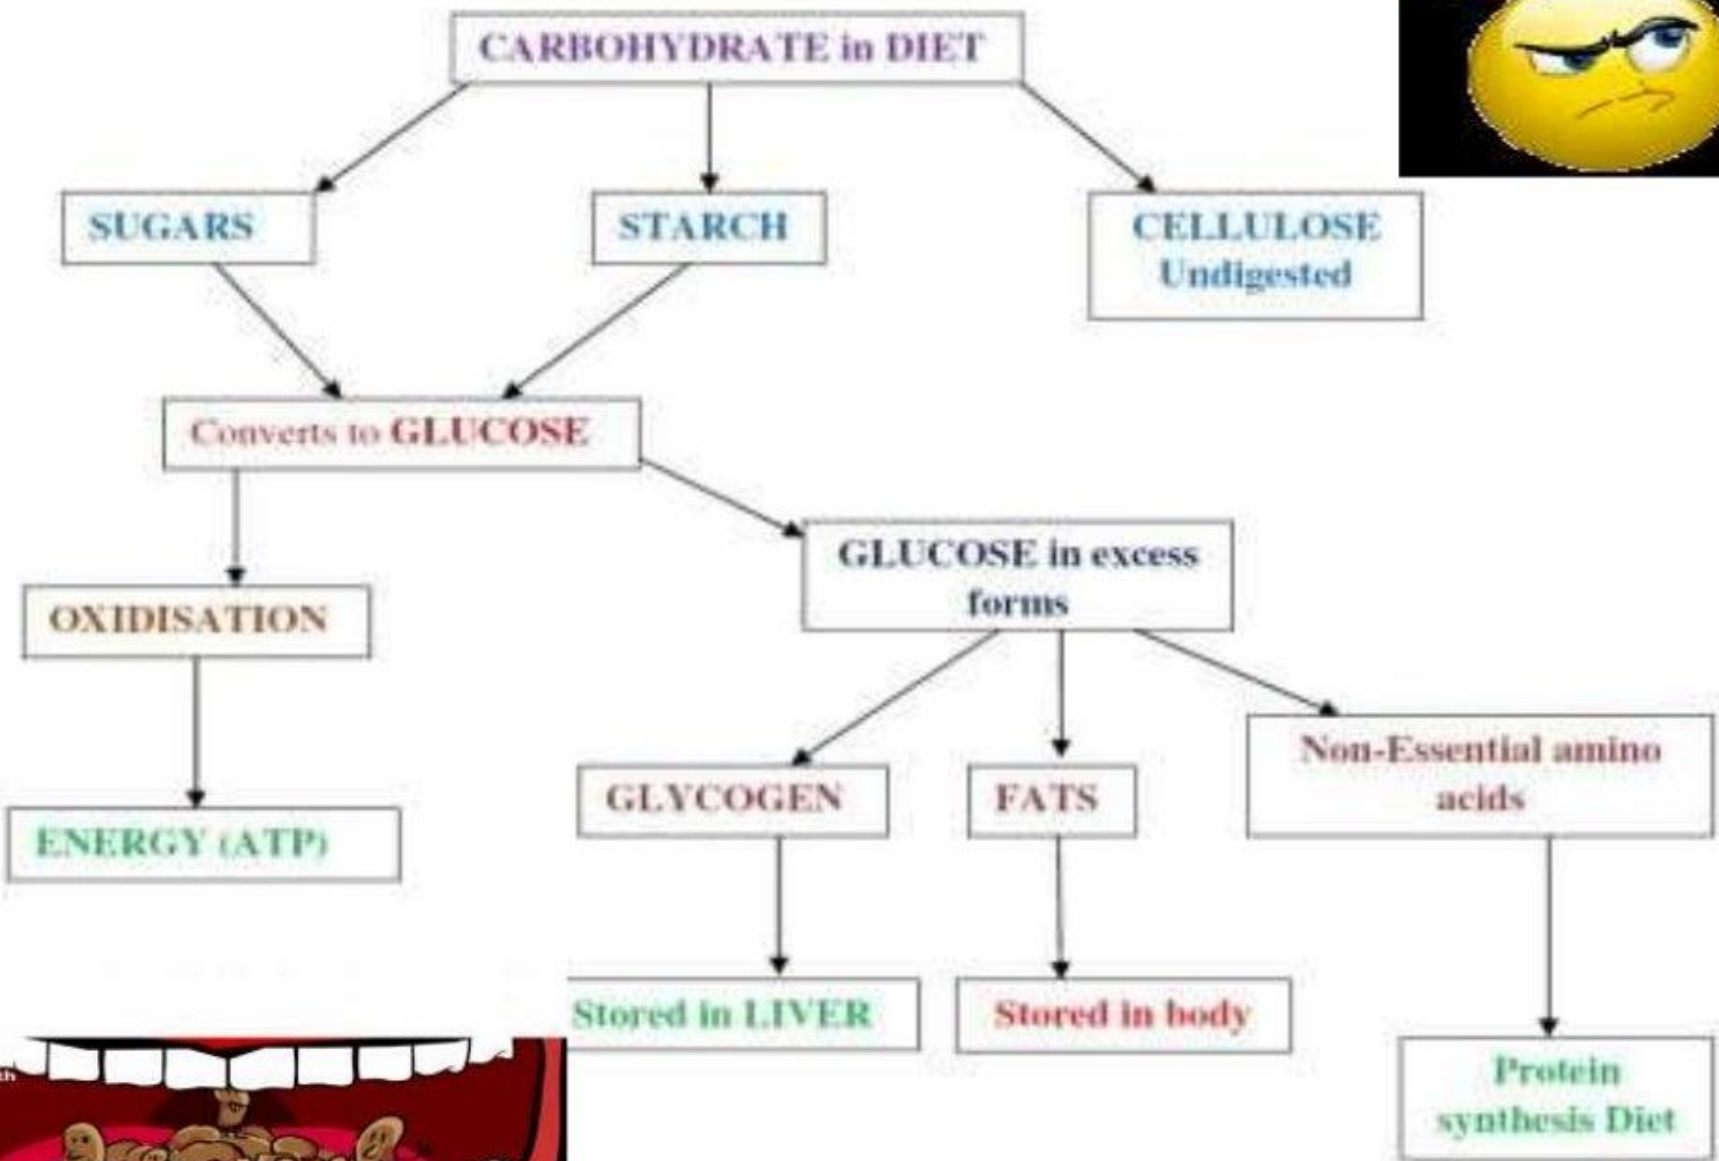 CARBOHYDRATE in DIET
SUGARS
STARCH
CELLULOSE
Undigested
Converts to GLUCOSE
GLUCOSE in excess
forms
OXIDISATION
Non-Essential amino
acids
GLYCOGEN
FATS
ENERGY (ATP)
Stored in LIVER
Stored in body
Protein
synthesis Diet